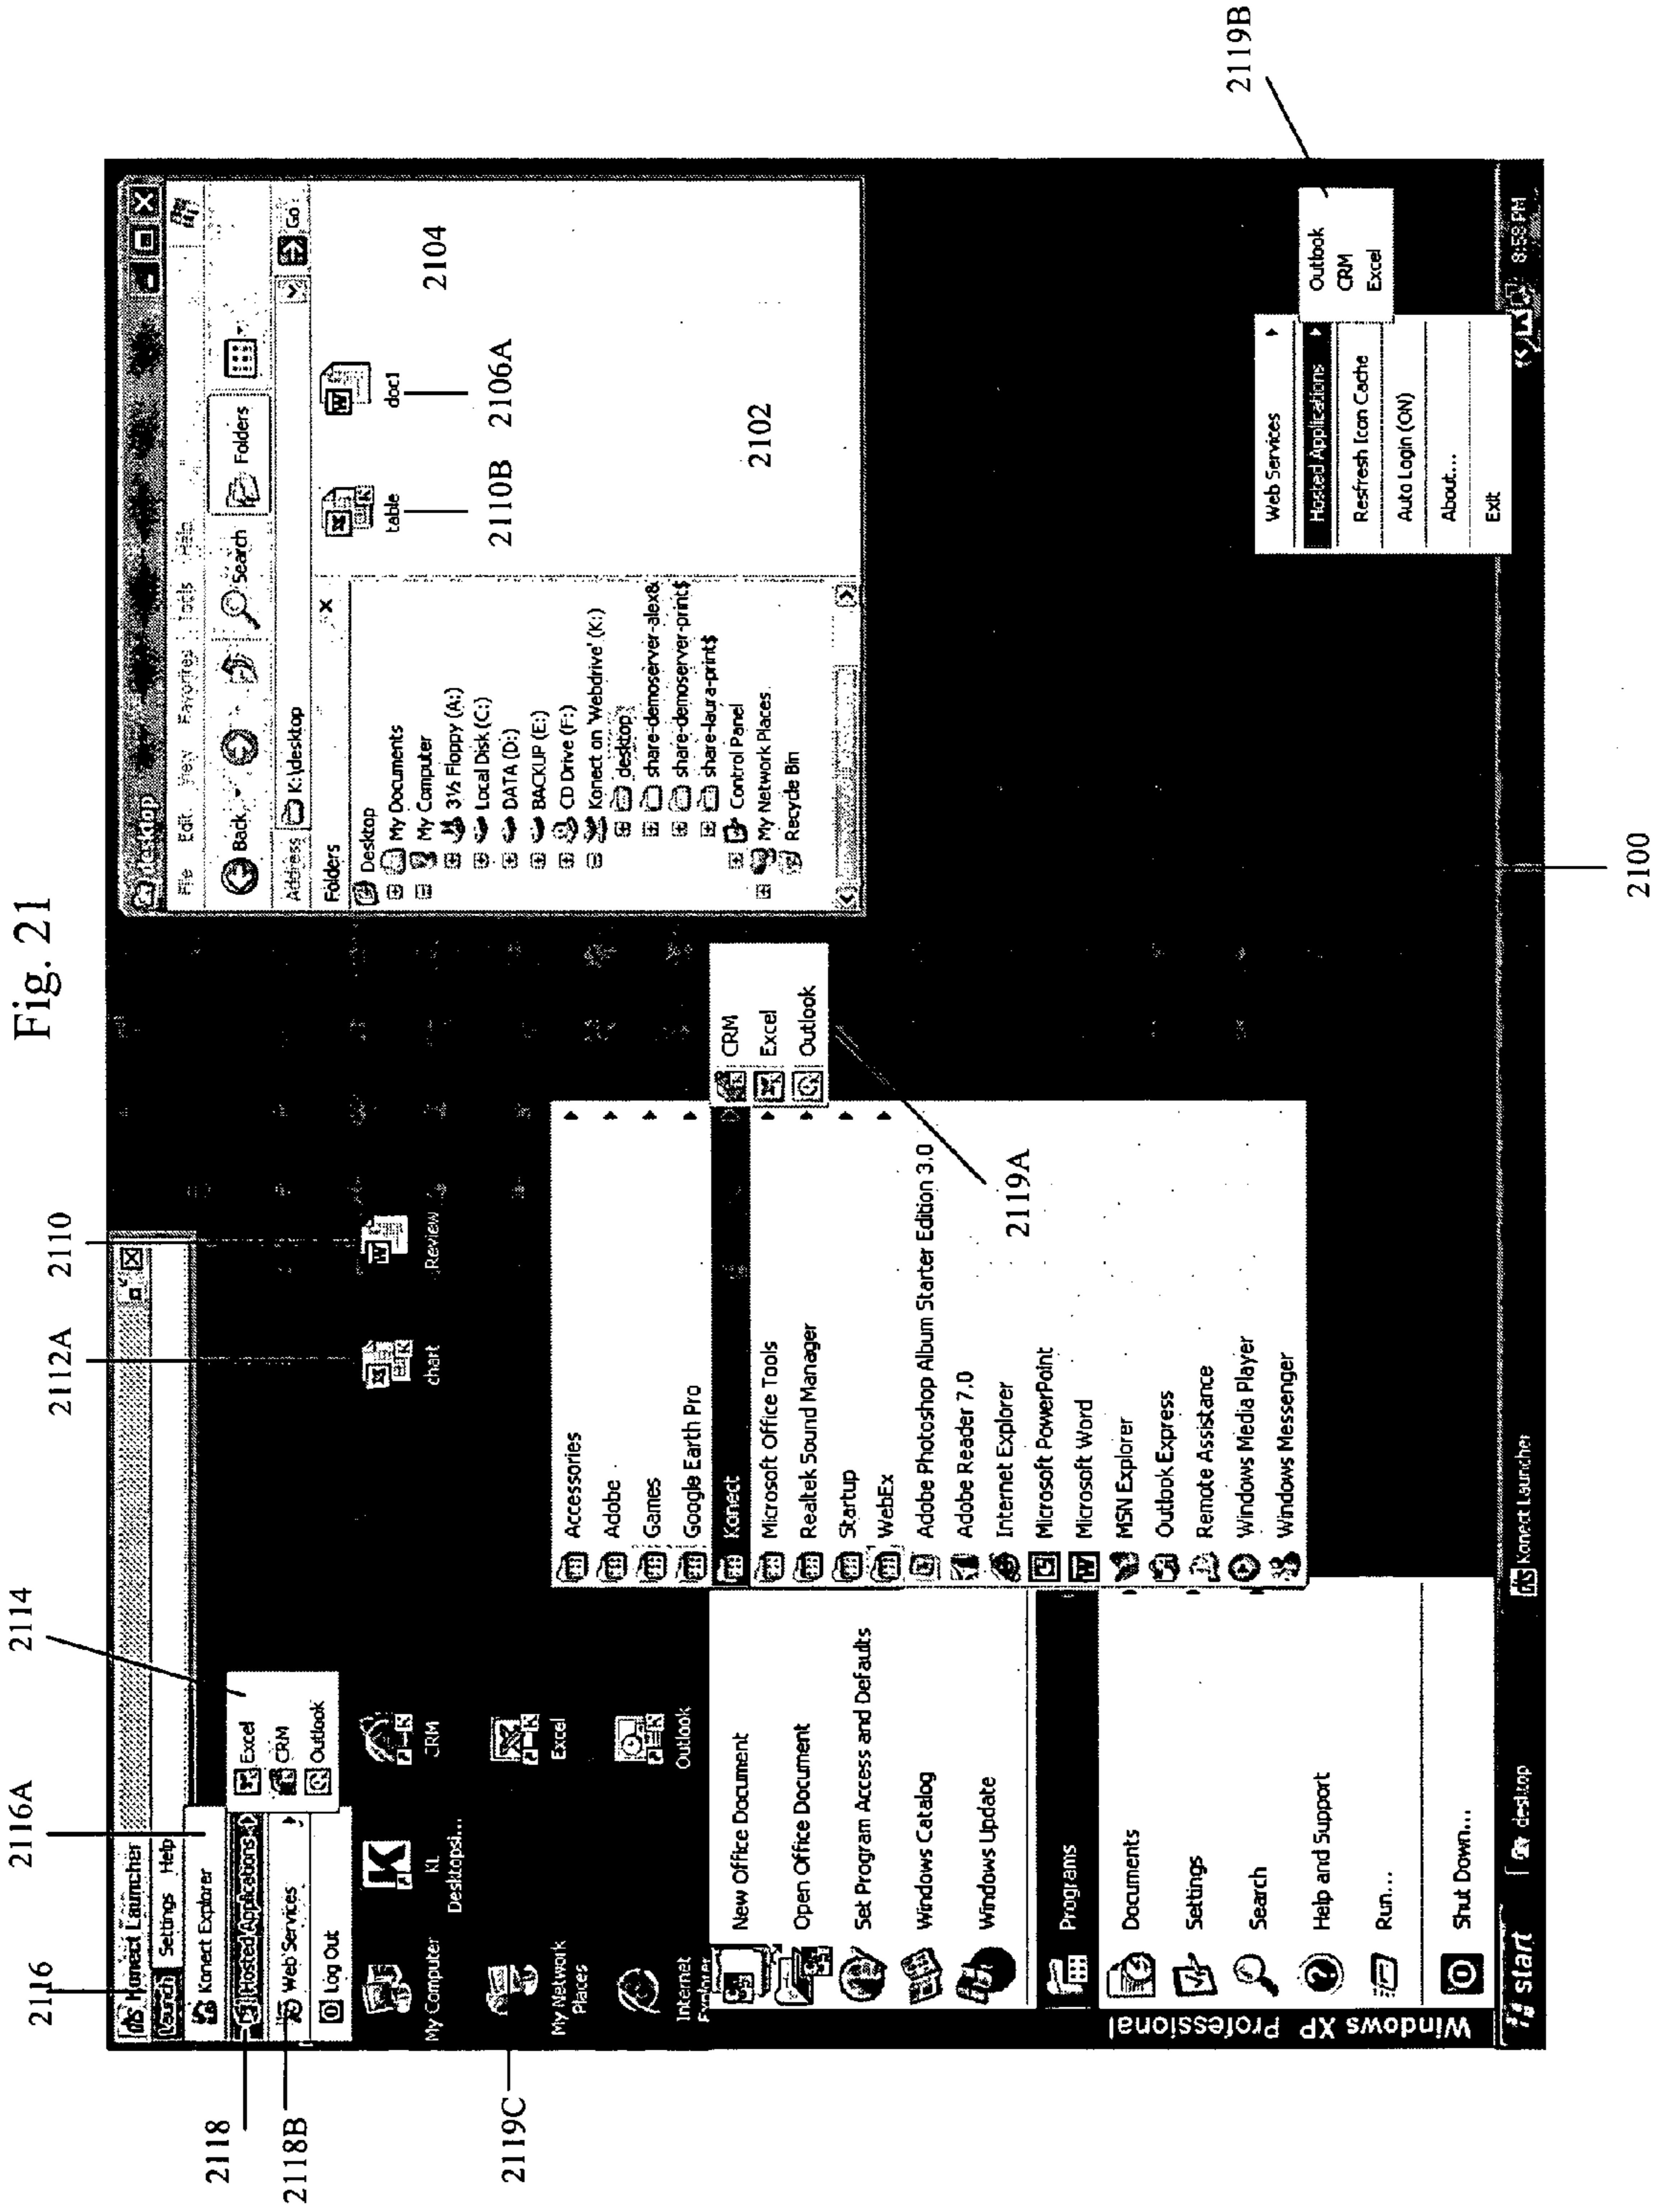 Fig. 21
2116
2116A
2114
2112A
2110
2118
2118B
2119C
2119A
2104
2110B
2106A
2102
2119B
2100
Konect Launcher
Launch Settings Help
Konect Explorer
Hosted Applications
Web Services
Log Out
Excel
CRM
Outlook
My Computer
KL
Desktopsi...
CRM
My Network
Places
Excel
Internet
Explorer
Outlook
chart
Review
desktop
File Edit View Favorites Tools Help
Back
Search
Folders
Address
K:\desktop
Go
Folders
X
Desktop
My Documents
My Computer
3½ Floppy (A:)
Local Disk (C:)
DATA (D:)
BACKUP (E:)
CD Drive (F:)
Konect on 'Webdrive' (K:)
desktop
share-demoserver-alex&
share-demoserver-print$
share-laura-print$
Control Panel
My Network Places
Recycle Bin
table
doc1
Accessories
Adobe
Games
Google Earth Pro
Konect
Microsoft Office Tools
Realtek Sound Manager
Startup
WebEx
Adobe Photoshop Album Starter Edition 3.0
Adobe Reader 7.0
Internet Explorer
Microsoft PowerPoint
Microsoft Word
MSN Explorer
Outlook Express
Remote Assistance
Windows Media Player
Windows Messenger
CRM
Excel
Outlook
New Office Document
Open Office Document
Set Program Access and Defaults
Windows Catalog
Windows Update
Programs
Documents
Settings
Search
Help and Support
Run...
Shut Down...
Windows XP Professional
Web Services
Hosted Applications
Resfresh Icon Cache
Auto Login (ON)
About...
Exit
Outlook
CRM
Excel
start
desktop
Konect Launcher
8:58 PM